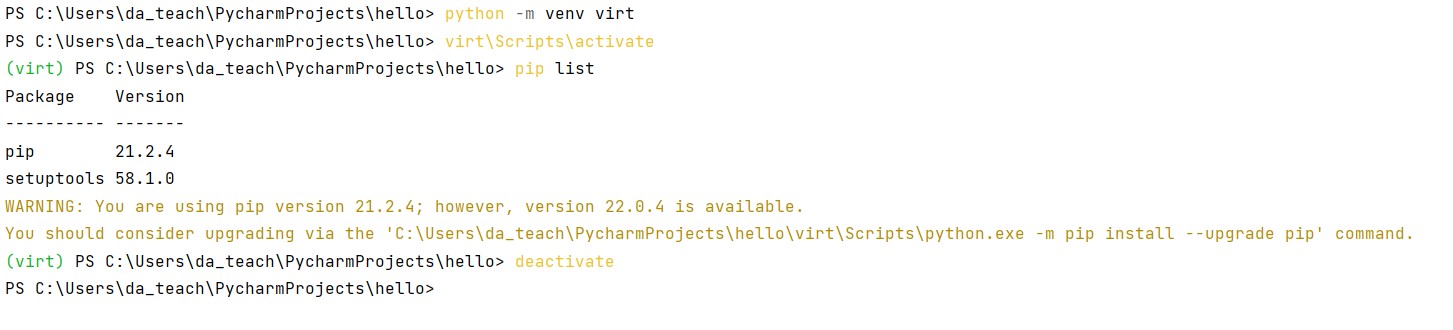 PS C:\Users\da_teach\PycharmProjects\hello> python -m venv virt
PS C:\Users\da_teach\PycharmProjects\hello> virt\Scripts\activate
(virt) PS C:\Users\da_teach\PycharmProjects\hello> pip list
Package    Version
---------- -------
pip        21.2.4
setuptools 58.1.0
WARNING: You are using pip version 21.2.4; however, version 22.0.4 is available.
You should consider upgrading via the 'C:\Users\da_teach\PycharmProjects\hello\virt\Scripts\python.exe -m pip install --upgrade pip' command.
(virt) PS C:\Users\da_teach\PycharmProjects\hello> deactivate
PS C:\Users\da_teach\PycharmProjects\hello>